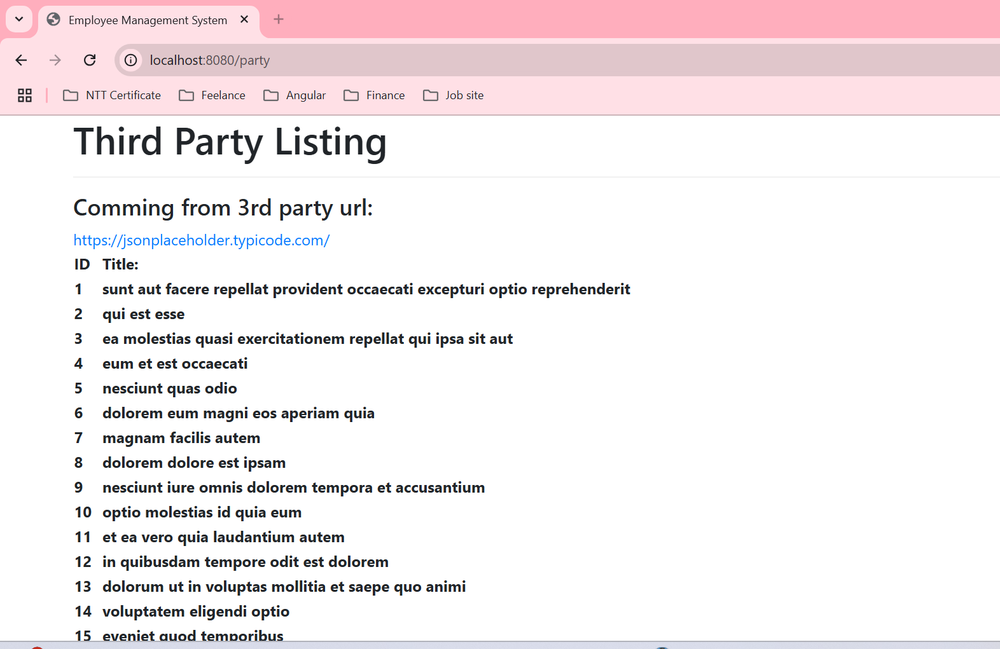 Employee Management System
localhost:8080/party
NTT Certificate Feelance Angular Finance Job site
Third Party Listing
Comming from 3rd party url:
https://jsonplaceholder.typicode.com/
ID Title:
1 sunt aut facere repellat provident occaecati excepturi optio reprehenderit
2 qui est esse
3 ea molestias quasi exercitationem repellat qui ipsa sit aut
4 eum et est occaecati
5 nesciunt quas odio
6 dolorem eum magni eos aperiam quia
7 magnam facilis autem
8 dolorem dolore est ipsam
9 nesciunt iure omnis dolorem tempora et accusantium
10 optio molestias id quia eum
11 et ea vero quia laudantium autem
12 in quibusdam tempore odit est dolorem
13 dolorum ut in voluptas mollitia et saepe quo animi
14 voluptatem eligendi optio
15 eveniet quod temporibus